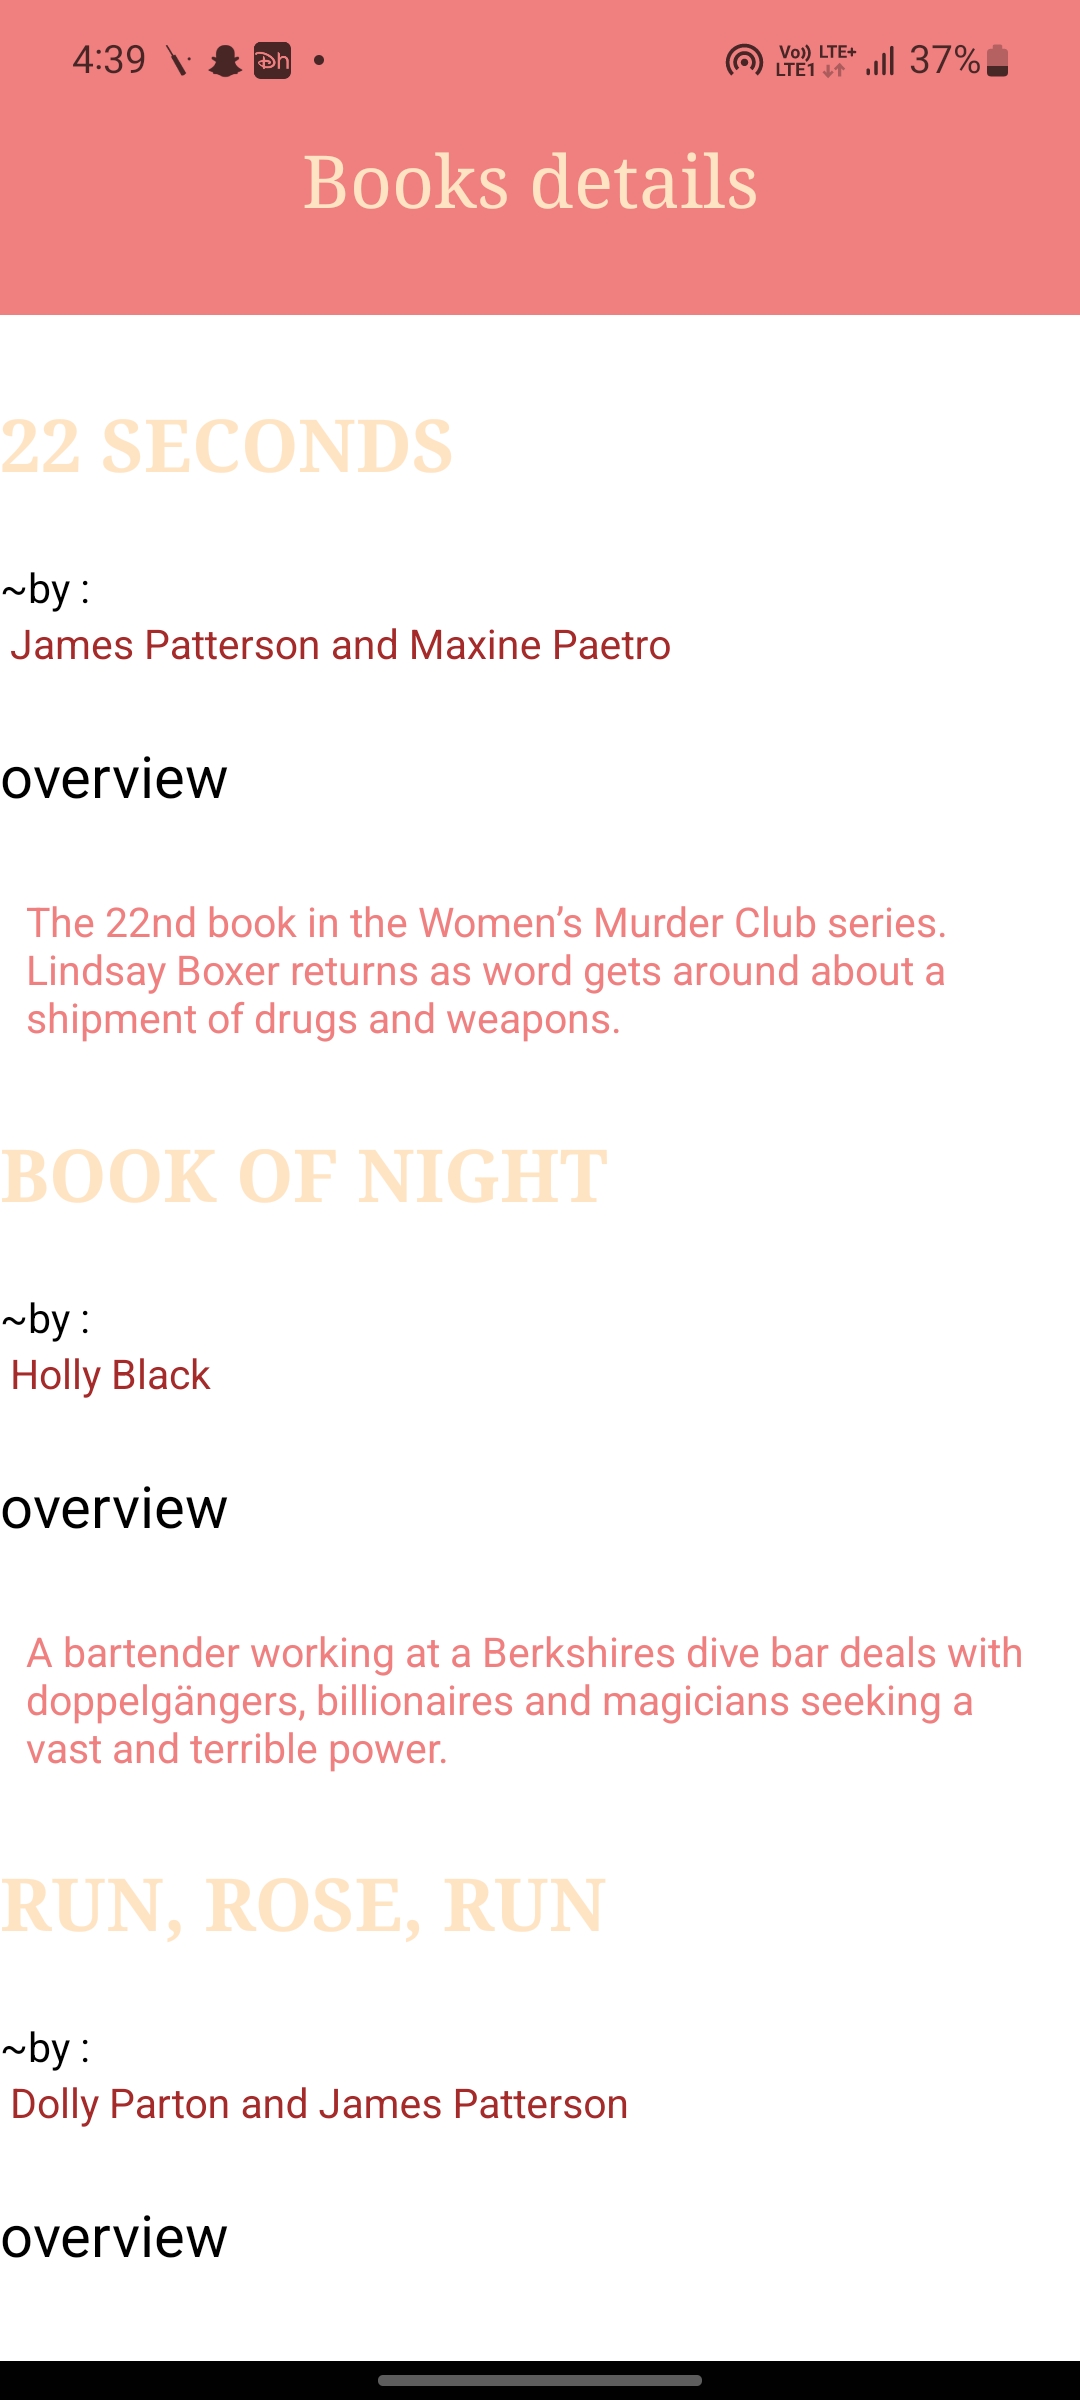 4:39 Vo)) LTE+ LTE1 37%
Books details
22 SECONDS
~by :
James Patterson and Maxine Paetro
overview
The 22nd book in the Women’s Murder Club series.
Lindsay Boxer returns as word gets around about a
shipment of drugs and weapons.
BOOK OF NIGHT
~by :
Holly Black
overview
A bartender working at a Berkshires dive bar deals with
doppelgängers, billionaires and magicians seeking a
vast and terrible power.
RUN, ROSE, RUN
~by :
Dolly Parton and James Patterson
overview